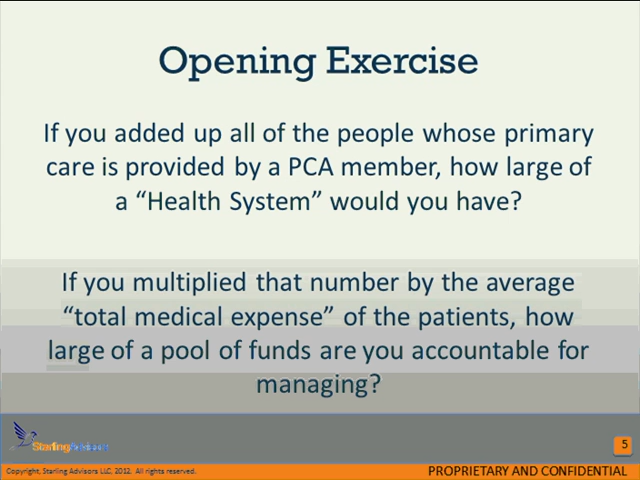 Opening Exercise
If you added up all of the people whose primary
care is provided by a PCA member, how large of
a “Health System” would you have?
If you multiplied that number by the average
“total medical expense” of the patients, how
large of a pool of funds are you accountable for
managing?
StarlingAdvisors
5
Copyright. Starling Advisors LLC, 2012. All rights reserved.
PROPRIETARY AND CONFIDENTIAL